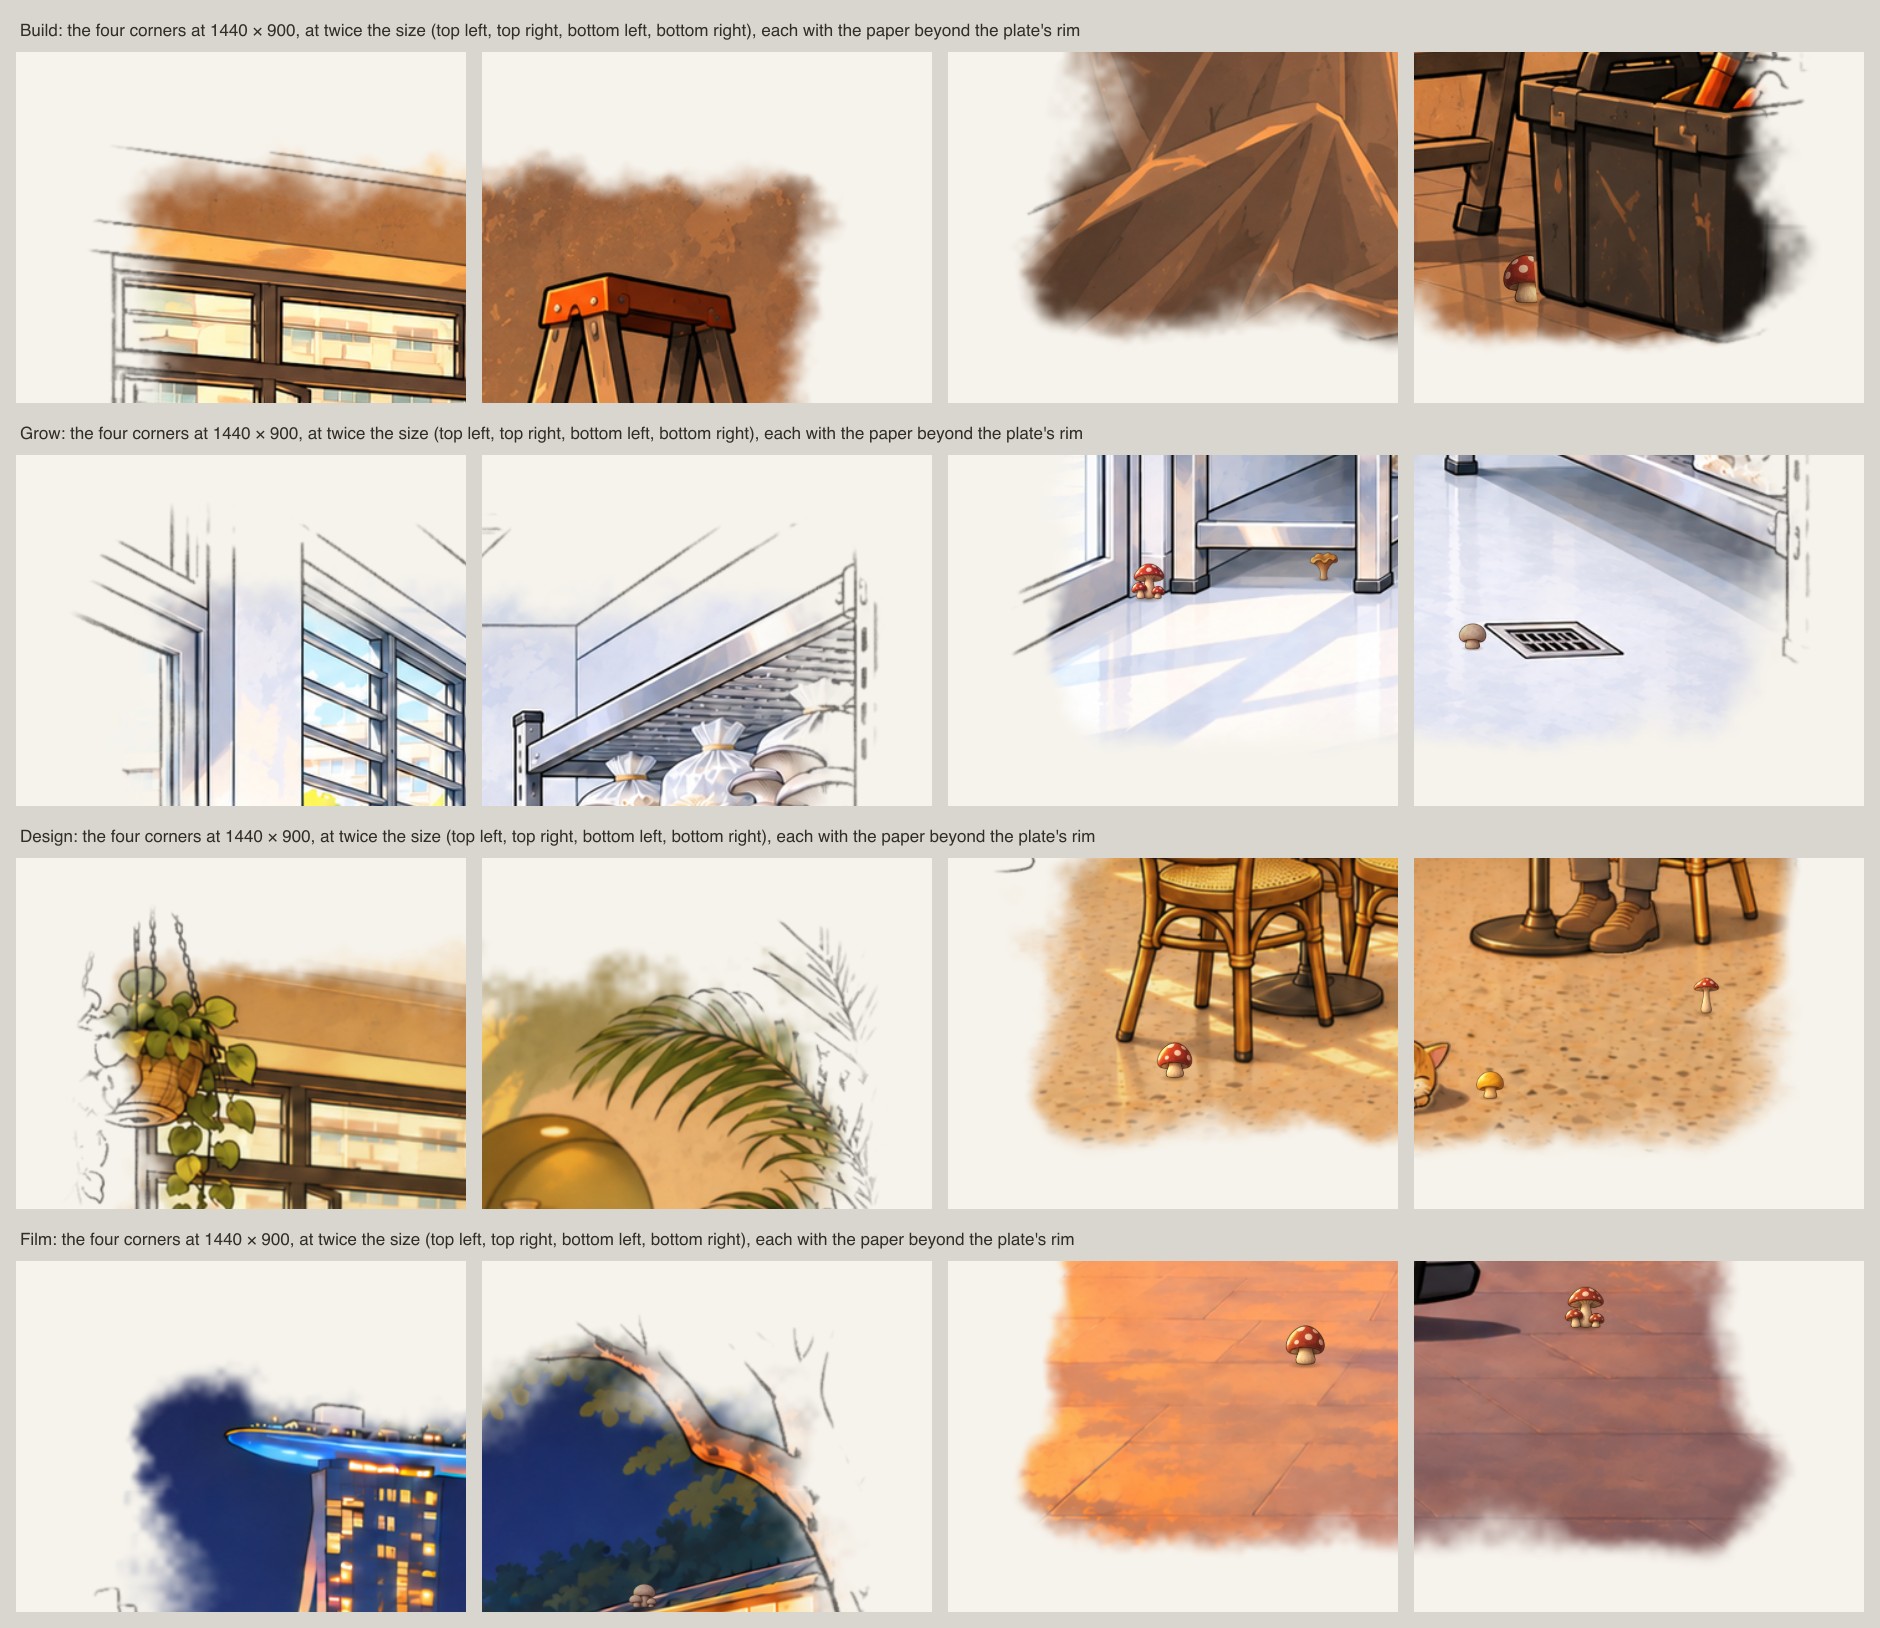 Build: the four corners at 1440 × 900, at twice the size (top left, top right, bottom left, bottom right), each with the paper beyond the plate's rim
Grow: the four corners at 1440 × 900, at twice the size (top left, top right, bottom left, bottom right), each with the paper beyond the plate's rim
Design: the four corners at 1440 × 900, at twice the size (top left, top right, bottom left, bottom right), each with the paper beyond the plate's rim
Film: the four corners at 1440 × 900, at twice the size (top left, top right, bottom left, bottom right), each with the paper beyond the plate's rim